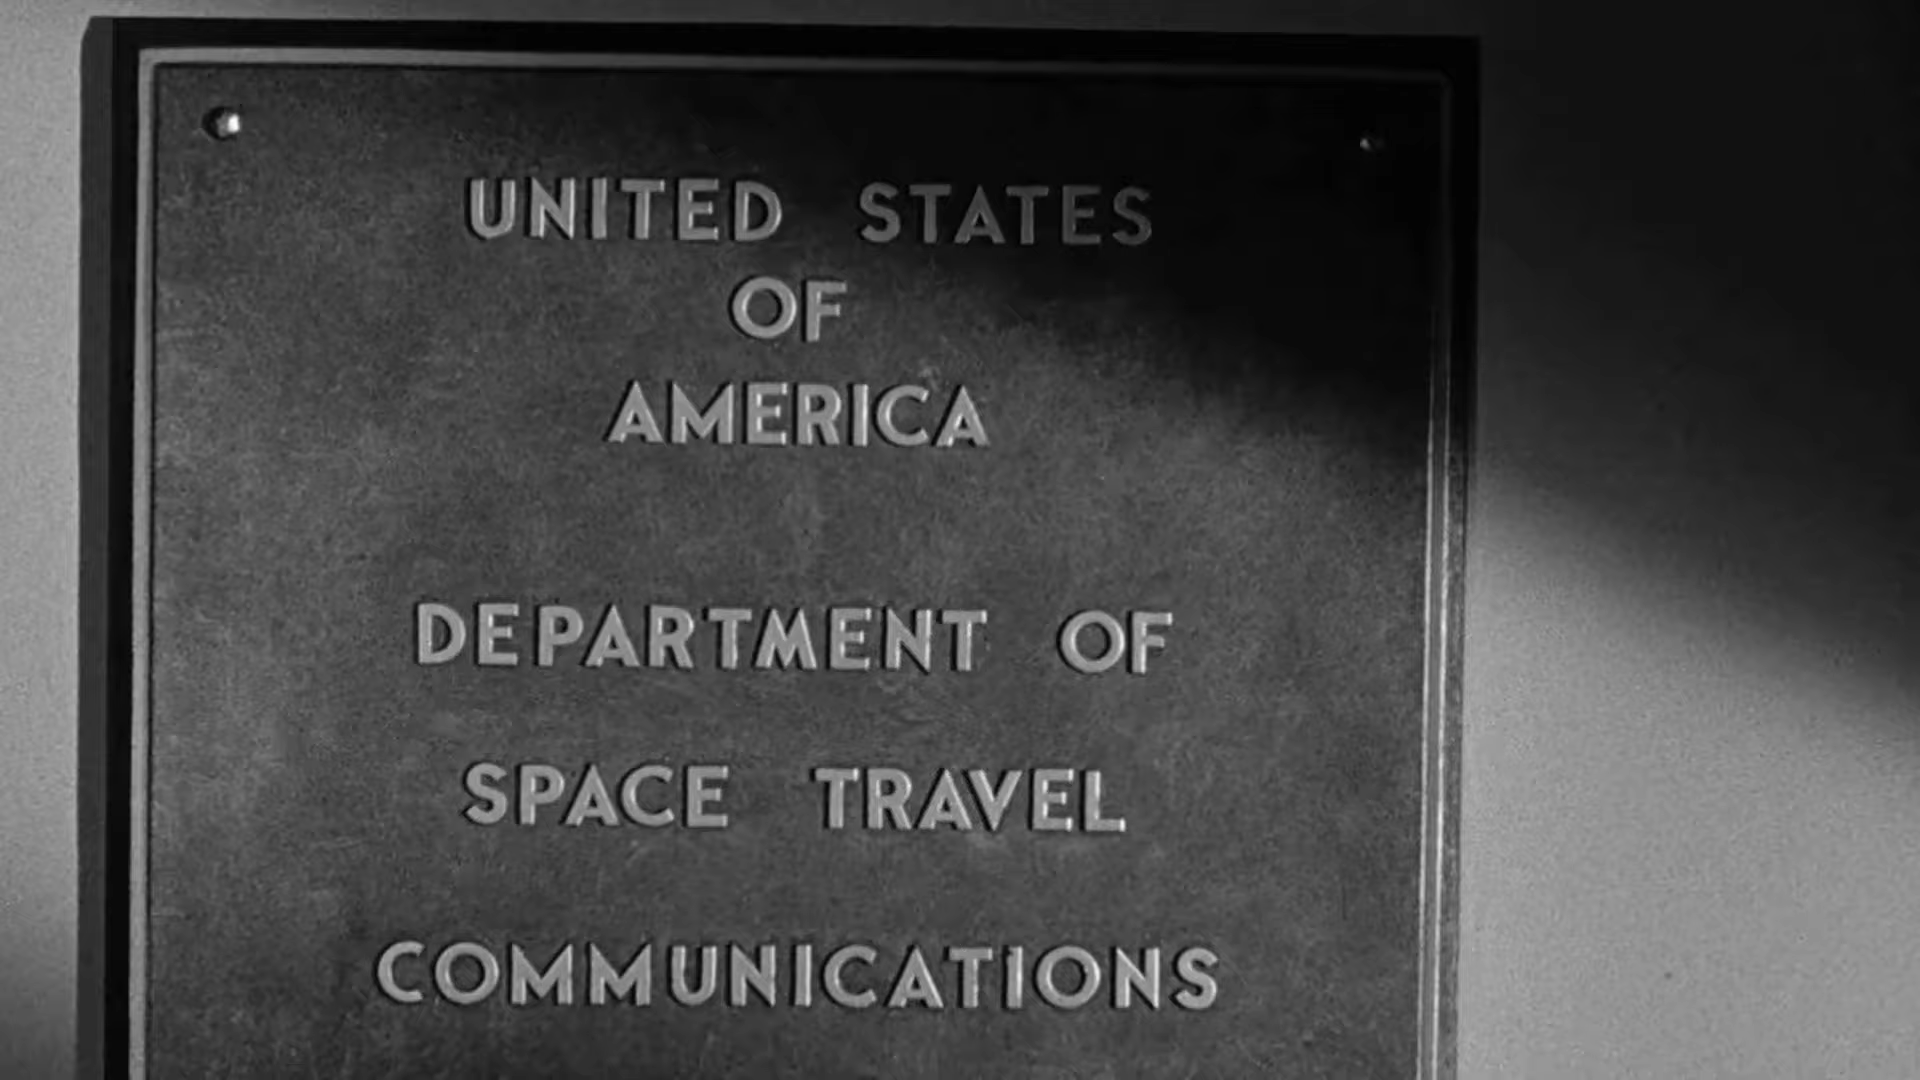 UNITED STATES
OF
AMERICA
DEPARTMENT OF
SPACE TRAVEL
COMMUNICATIONS